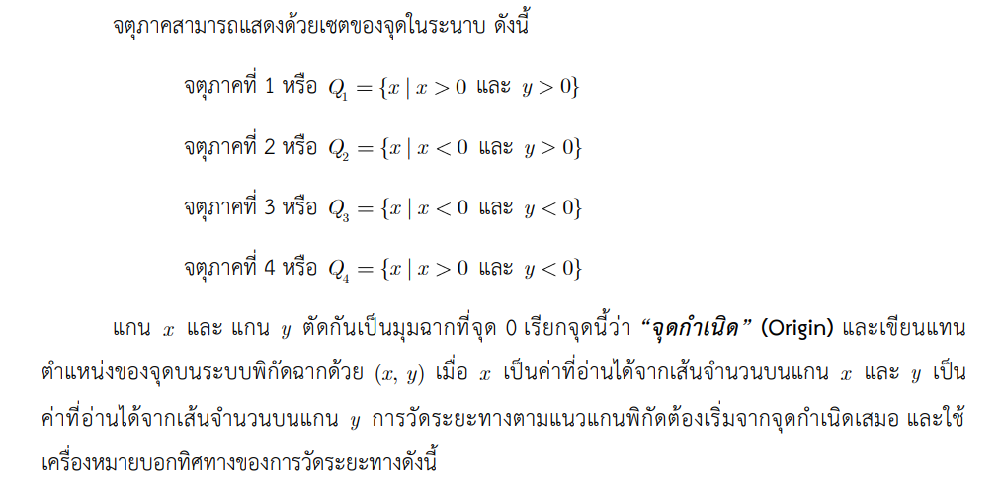 จตุภาคสามารถแสดงด้วยเซตของจุดในระนาบ ดังนี้
จตุภาคที่ 1 หรือ Q₁ = {x | x > 0 และ y > 0}
จตุภาคที่ 2 หรือ Q₂ = {x | x < 0 และ y > 0}
จตุภาคที่ 3 หรือ Q₃ = {x | x < 0 และ y < 0}
จตุภาคที่ 4 หรือ Q₄ = {x | x > 0 และ y < 0}
แกน x และ แกน y ตัดกันเป็นมุมฉากที่จุด 0 เรียกจุดนี้ว่า “จุดกำเนิด” (Origin) และเขียนแทน
ตำแหน่งของจุดบนระบบพิกัดฉากด้วย (x, y) เมื่อ x เป็นค่าที่อ่านได้จากเส้นจำนวนบนแกน x และ y เป็น
ค่าที่อ่านได้จากเส้นจำนวนบนแกน y การวัดระยะทางตามแนวแกนพิกัดต้องเริ่มจากจุดกำเนิดเสมอ และใช้
เครื่องหมายบอกทิศทางของการวัดระยะทางดังนี้